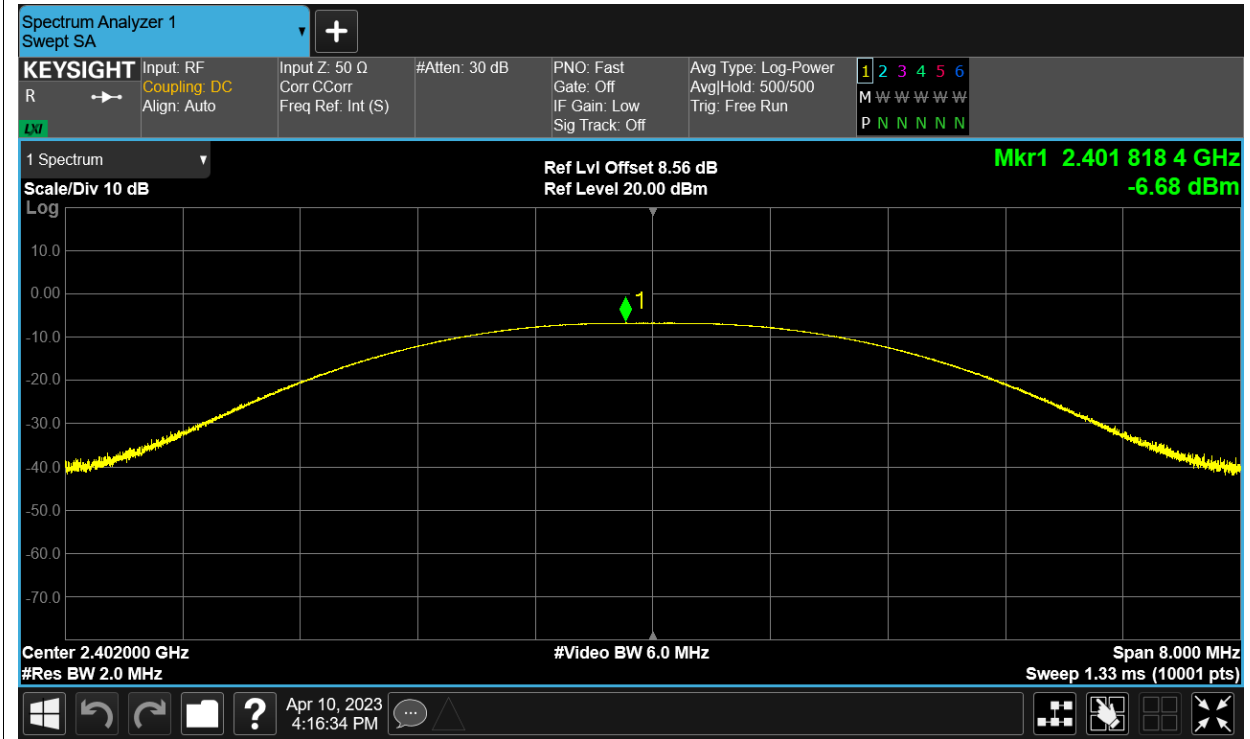 Spectrum Analyzer 1
Swept SA
+
KEYSIGHT
R
LXI
Input: RF
Coupling: DC
Align: Auto
Input Z: 50 Ω
Corr CCorr
Freq Ref: Int (S)
#Atten: 30 dB
PNO: Fast
Gate: Off
IF Gain: Low
Sig Track: Off
Avg Type: Log-Power
Avg|Hold: 500/500
Trig: Free Run
1 2 3 4 5 6
M W W W W W
P N N N N N
1 Spectrum
Scale/Div 10 dB
Log
Ref Lvl Offset 8.56 dB
Ref Level 20.00 dBm
Mkr1 2.401 818 4 GHz
-6.68 dBm
10.0
0.00
1
-10.0
-20.0
-30.0
-40.0
-50.0
-60.0
-70.0
Center 2.402000 GHz
#Video BW 6.0 MHz
Span 8.000 MHz
#Res BW 2.0 MHz
Sweep 1.33 ms (10001 pts)
?
Apr 10, 2023
4:16:34 PM